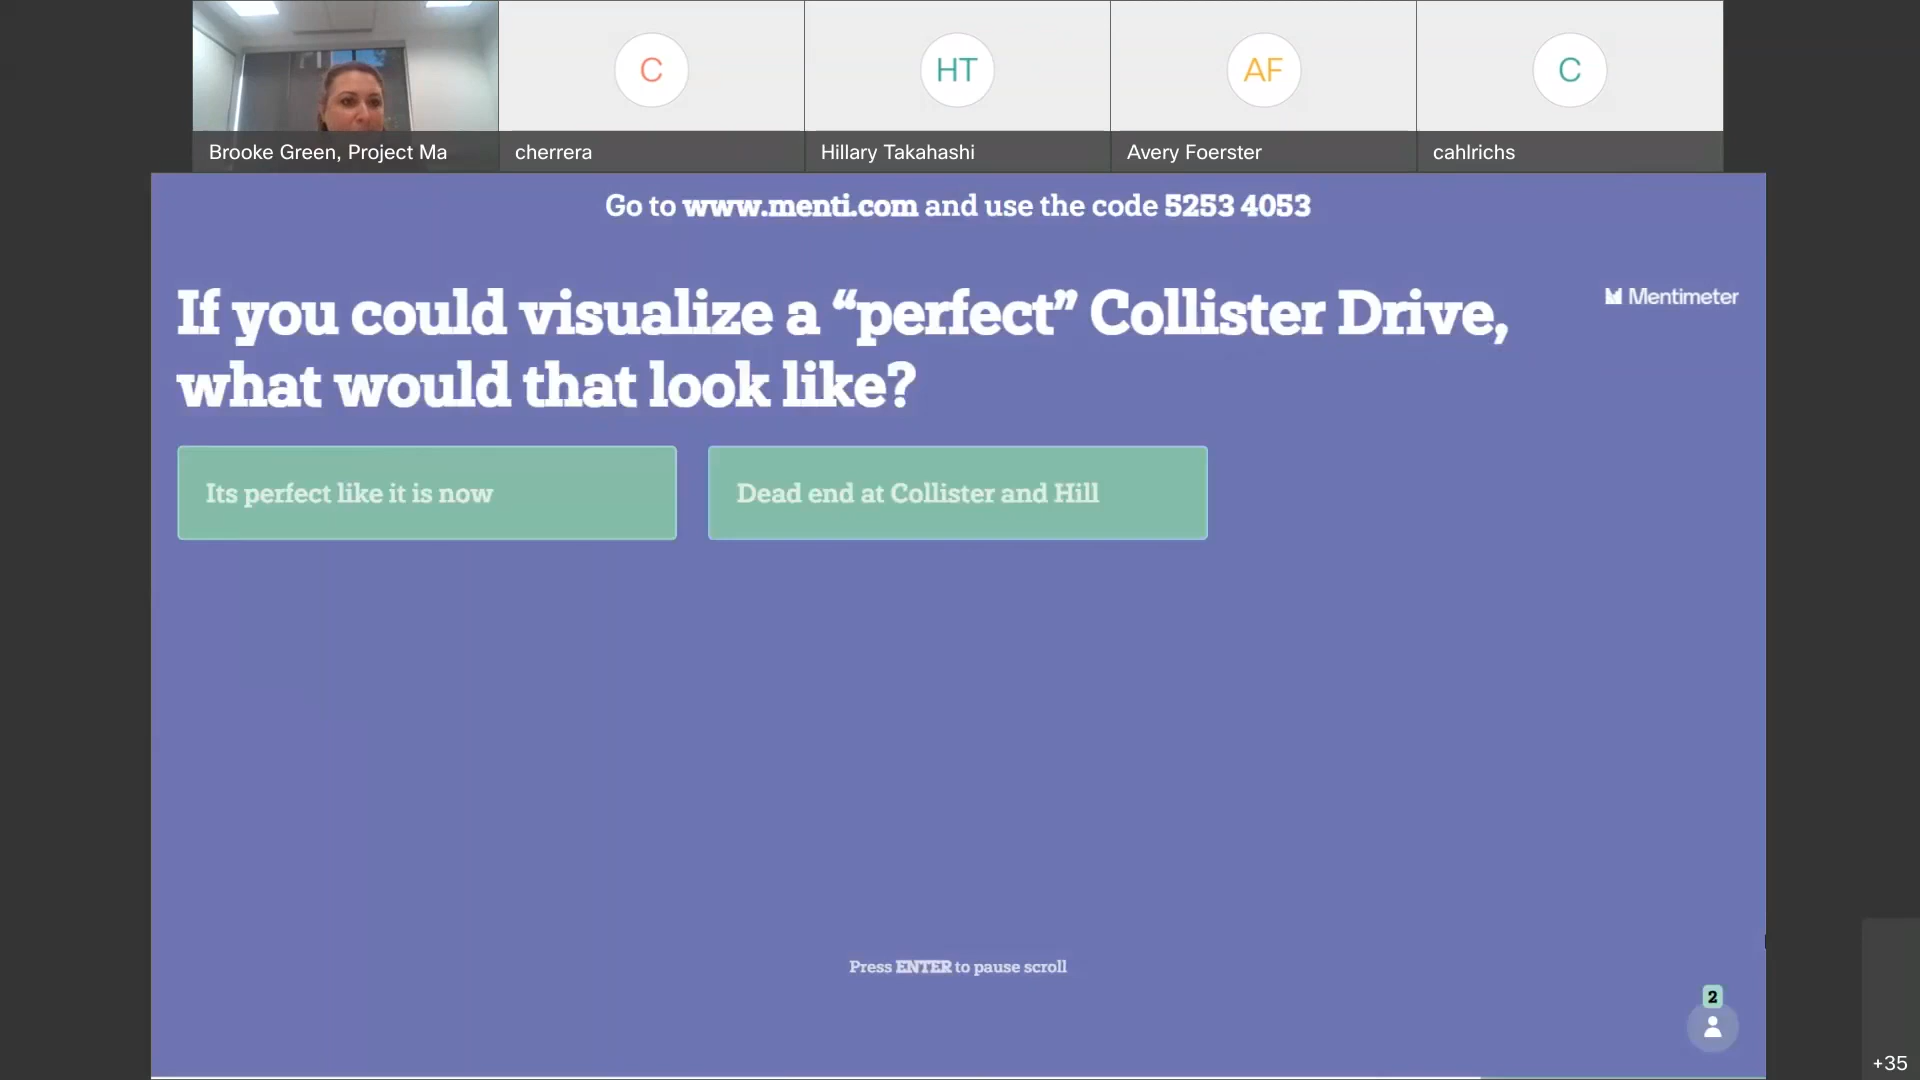 C
HT
AF
C
Brooke Green, Project Ma
cherrera
Hillary Takahashi
Avery Foerster
cahlrichs
Go to www.menti.com and use the code 5253 4053
If you could visualize a “perfect” Collister Drive,
what would that look like?
Mentimeter
Its perfect like it is now
Dead end at Collister and Hill
Press ENTER to pause scroll
2
+35